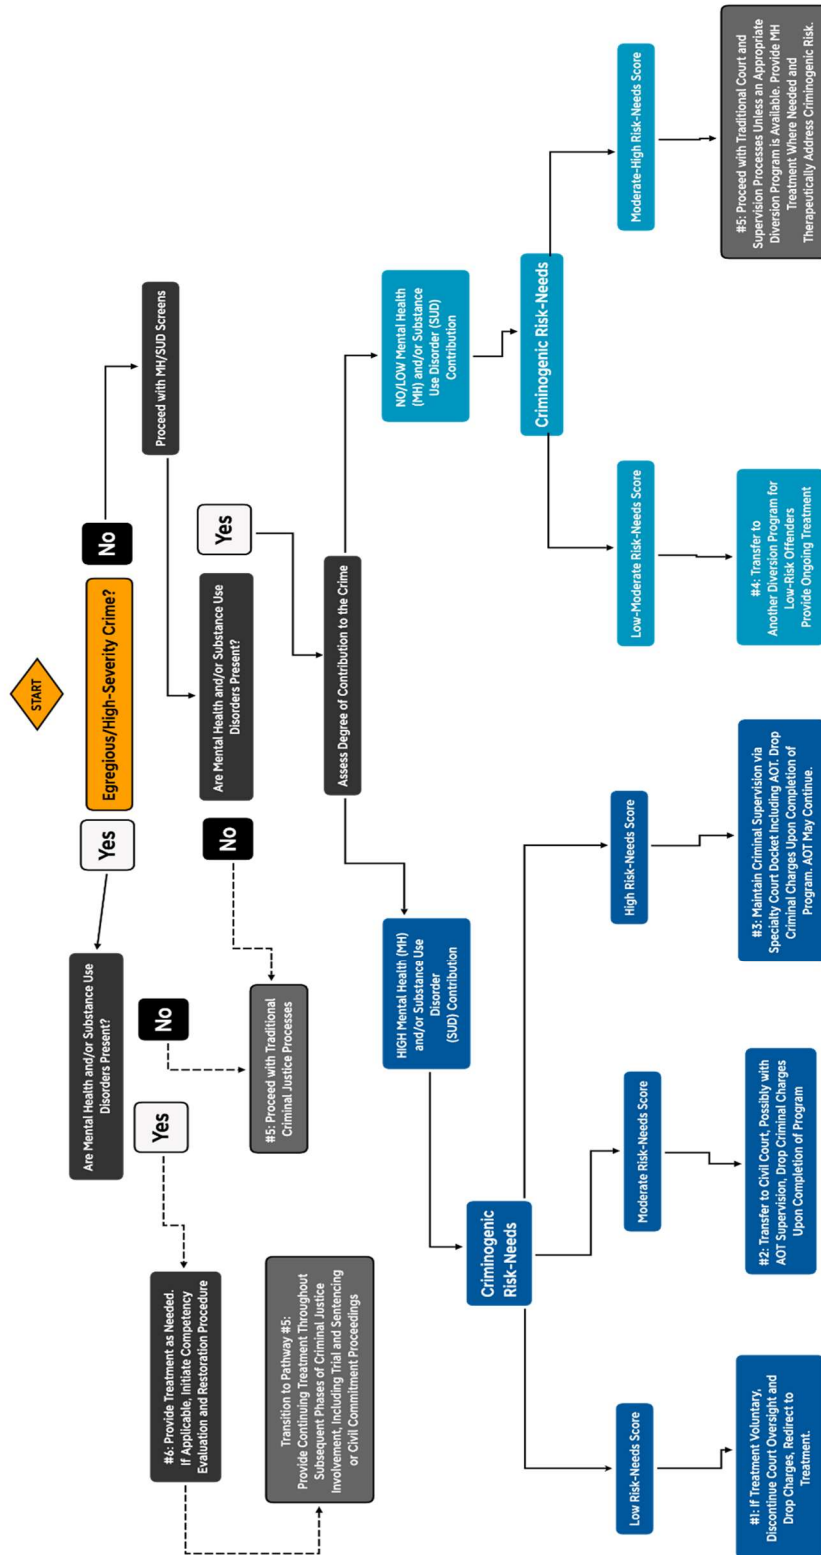 START
Egregious/High-Severity Crime?
Yes
No
Are Mental Health and/or Substance Use
Disorders Present?
Yes
No
#6: Provide Treatment as Needed.
If Applicable, Initiate Competency
Evaluation and Restoration Procedure
Transition to Pathway #5:
Provide Continuing Treatment Throughout
Subsequent Phases of Criminal Justice
Involvement, Including Trial and Sentencing
or Civil Commitment Proceedings
#5: Proceed with Traditional
Criminal Justice Processes
Proceed with MH/SUD Screens
Are Mental Health and/or Substance Use
Disorders Present?
No
Yes
Assess Degree of Contribution to the Crime
HIGH Mental Health (MH)
and/or Substance Use
Disorder
(SUD) Contribution
NO/LOW Mental Health
(MH) and/or Substance
Use Disorder (SUD)
Contribution
Criminogenic
Risk-Needs
Criminogenic Risk-Needs
Low Risk-Needs Score
Moderate Risk-Needs Score
High Risk-Needs Score
Low-Moderate Risk-Needs Score
Moderate-High Risk-Needs Score
#1: If Treatment Voluntary,
Discontinue Court Oversight and
Drop Charges, Redirect to
Treatment.
#2: Transfer to Civil Court, Possibly with
AOT Supervision, Drop Criminal Charges
Upon Completion of Program
#3: Maintain Criminal Supervision via
Specialty Court Docket Including AOT. Drop
Criminal Charges Upon Completion of
Program. AOT May Continue.
#4: Transfer to
Another Diversion Program for
Low-Risk Offenders
Provide Ongoing Treatment
#5: Proceed with Traditional Court and
Supervision Processes Unless an Appropriate
Diversion Program is Available. Provide MH
Treatment Where Needed and
Therapeutically Address Criminogenic Risk.